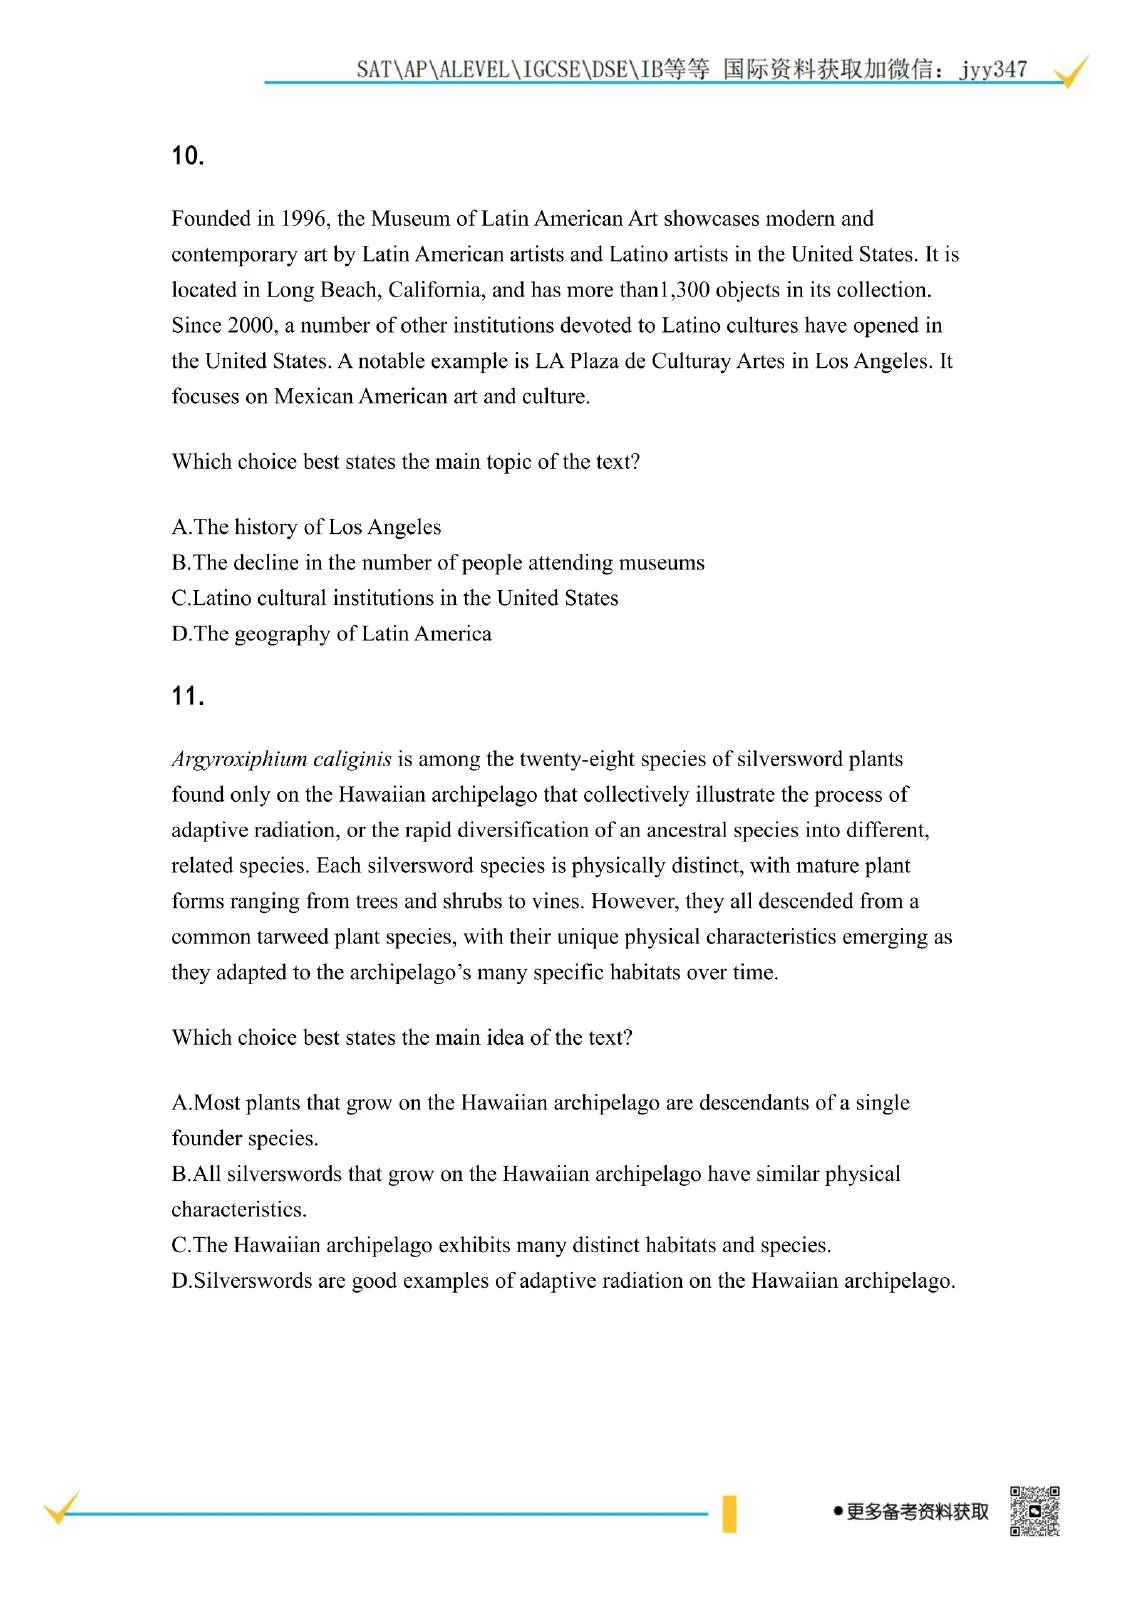 SAT\AP\ALEVEL\IGCSE\DSE\IB等等 国际资料获取加微信：jyy347
10.
Founded in 1996, the Museum of Latin American Art showcases modern and
contemporary art by Latin American artists and Latino artists in the United States. It is
located in Long Beach, California, and has more than1,300 objects in its collection.
Since 2000, a number of other institutions devoted to Latino cultures have opened in
the United States. A notable example is LA Plaza de Culturay Artes in Los Angeles. It
focuses on Mexican American art and culture.
Which choice best states the main topic of the text?
A.The history of Los Angeles
B.The decline in the number of people attending museums
C.Latino cultural institutions in the United States
D.The geography of Latin America
11.
Argyroxiphium caliginis is among the twenty-eight species of silversword plants
found only on the Hawaiian archipelago that collectively illustrate the process of
adaptive radiation, or the rapid diversification of an ancestral species into different,
related species. Each silversword species is physically distinct, with mature plant
forms ranging from trees and shrubs to vines. However, they all descended from a
common tarweed plant species, with their unique physical characteristics emerging as
they adapted to the archipelago’s many specific habitats over time.
Which choice best states the main idea of the text?
A.Most plants that grow on the Hawaiian archipelago are descendants of a single
founder species.
B.All silverswords that grow on the Hawaiian archipelago have similar physical
characteristics.
C.The Hawaiian archipelago exhibits many distinct habitats and species.
D.Silverswords are good examples of adaptive radiation on the Hawaiian archipelago.
●更多备考资料获取